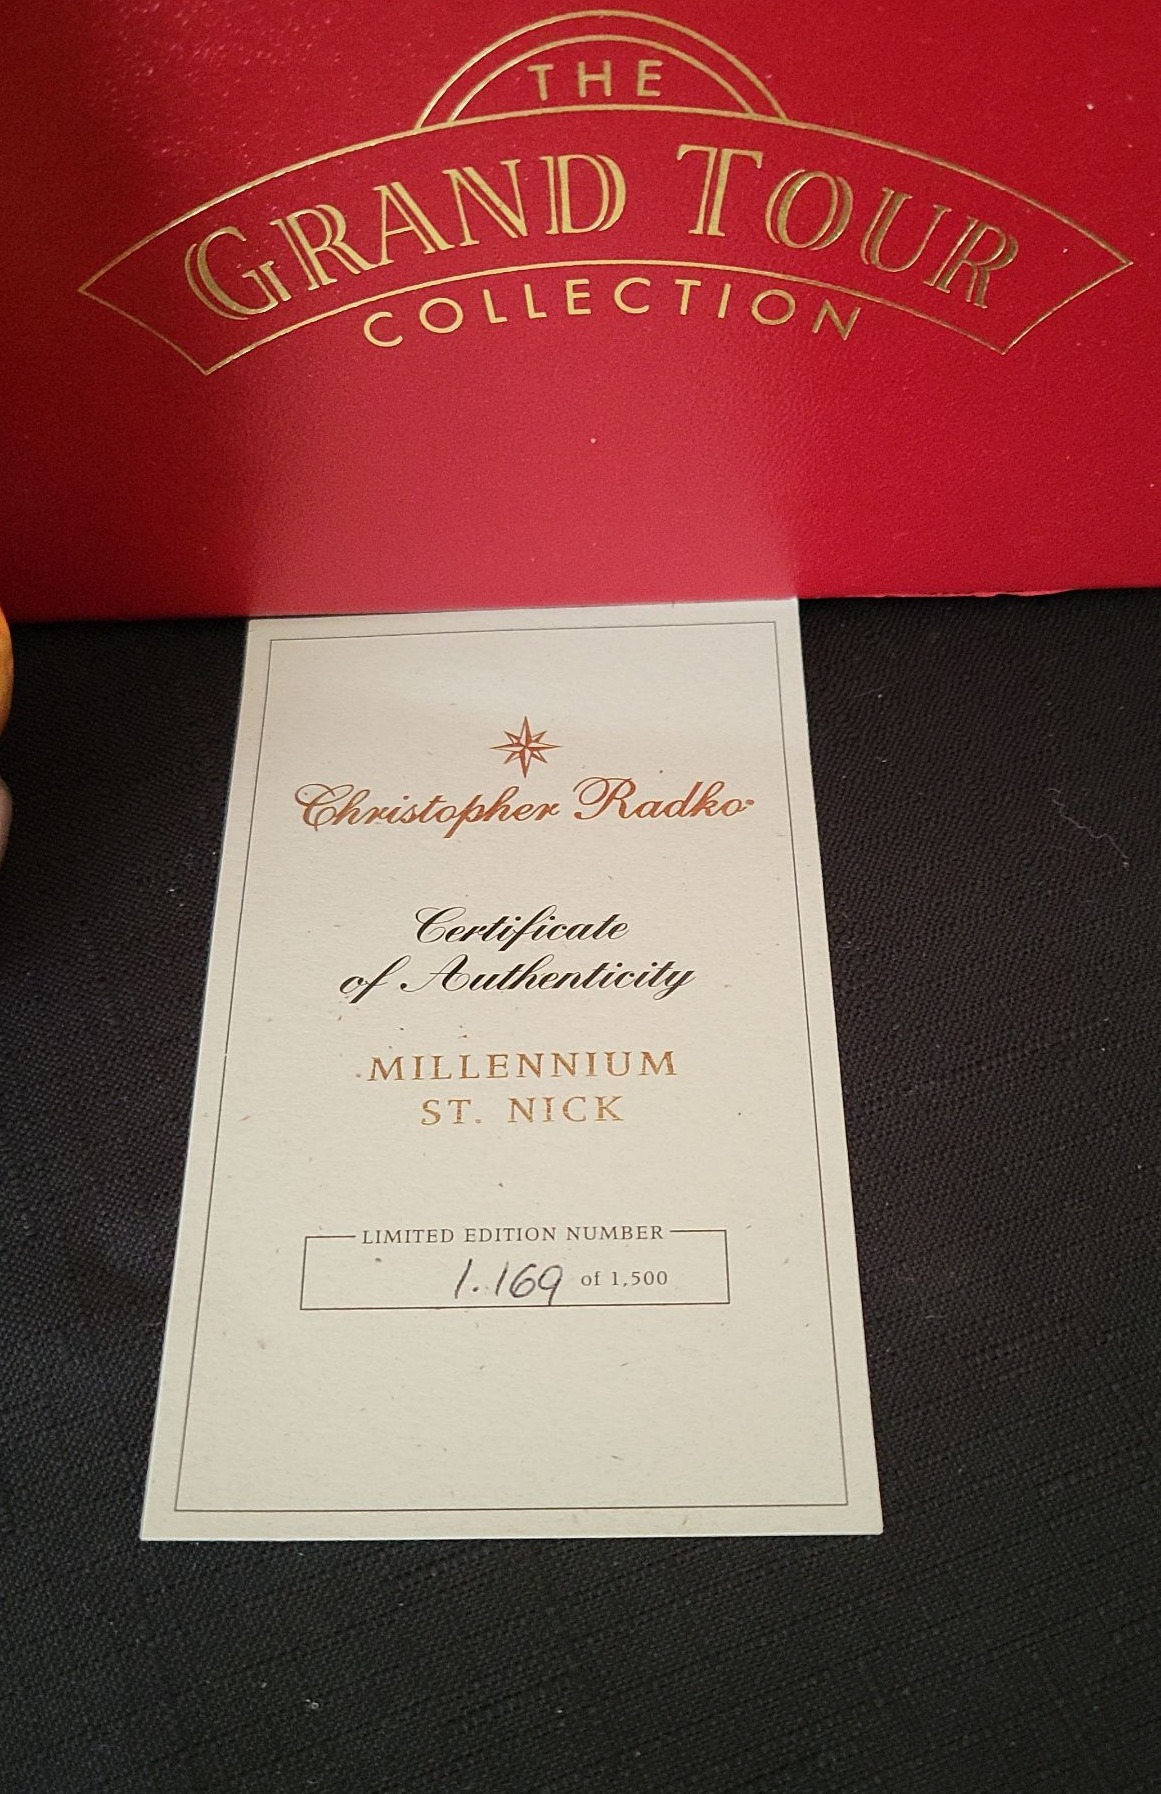 THE
GRAND TOUR
COLLECTION
Christopher Radko
Certificate
of Authenticity
MILLENNIUM
ST. NICK
LIMITED EDITION NUMBER
1.169 of 1,500